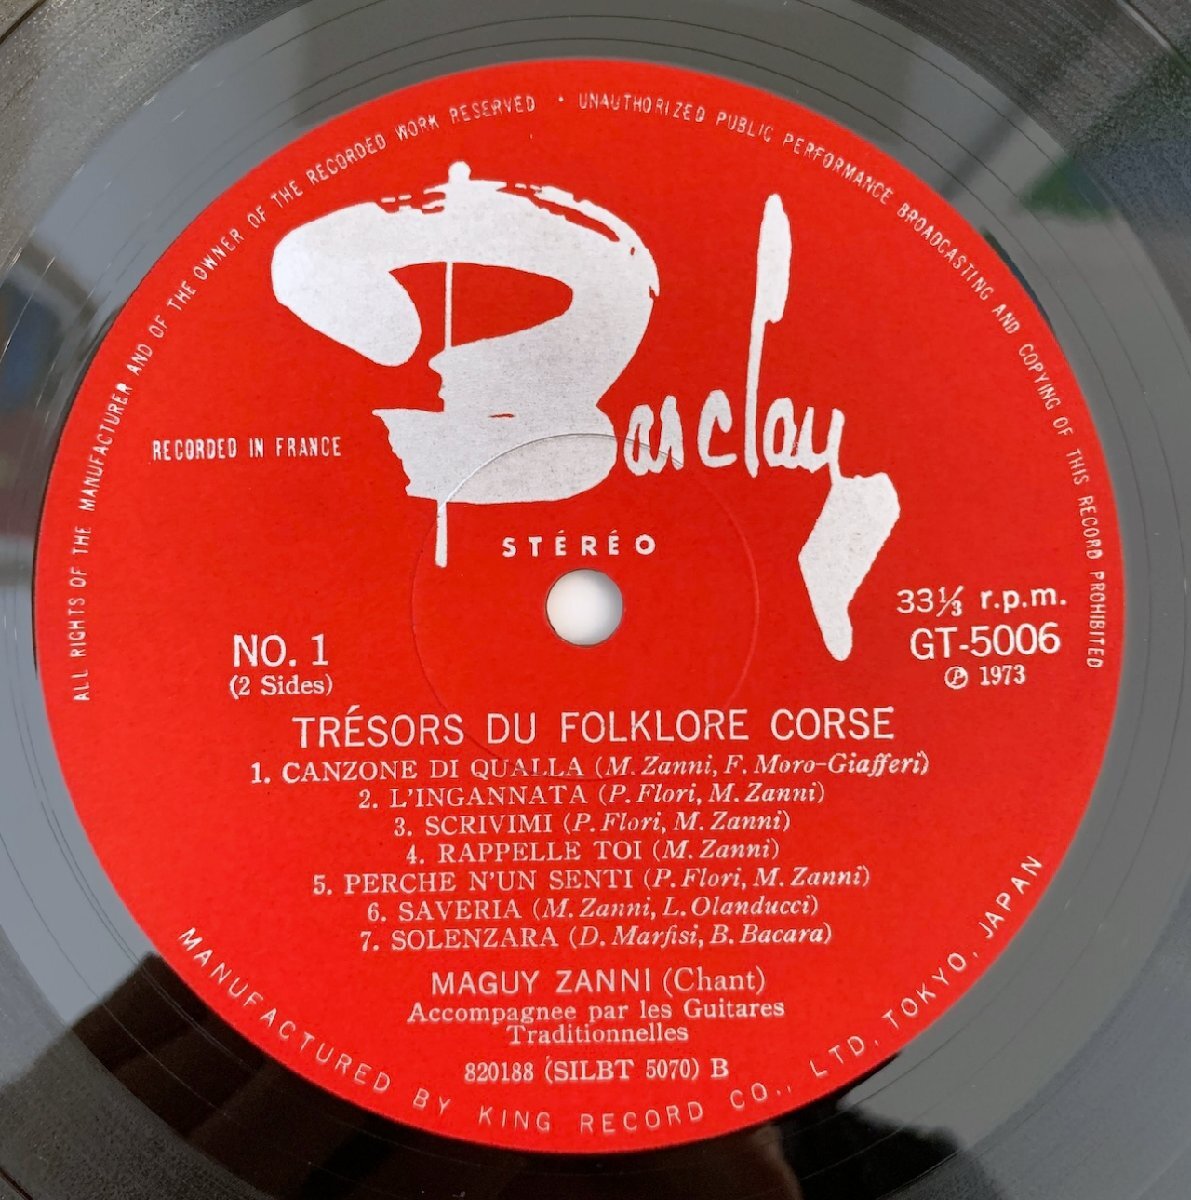 ALL RIGHTS OF THE MANUFACTURER AND OF THE OWNER OF THE RECORDED WORK RESERVED • UNAUTHORIZED PUBLIC PERFORMANCE BROADCASTING AND COPYING OF THIS RECORD PROHIBITED
Barclay
RECORDED IN FRANCE
STÉRÉO
33⅓ r.p.m.
GT-5006
Ⓟ 1973
NO. 1
(2 Sides)
TRÉSORS DU FOLKLORE CORSE
1. CANZONE DI QUALLA (M. Zanni, F. Moro-Giafferi)
2. L'INGANNATA (P. Flori, M. Zanni)
3. SCRIVIMI (P. Flori, M. Zanni)
4. RAPPELLE TOI (M. Zanni)
5. PERCHE N'UN SENTI (P. Flori, M. Zanni)
6. SAVERIA (M. Zanni, L. Olanducci)
7. SOLENZARA (D. Marfisi, B. Bacara)
MAGUY ZANNI (Chant)
Accompagnee par les Guitares
Traditionnelles
820188 (SILBT 5070) B
MANUFACTURED BY KING RECORD CO., LTD. TOKYO, JAPAN